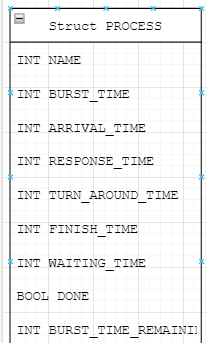 Struct PROCESS
INT NAME
INT BURST_TIME
INT ARRIVAL_TIME
INT RESPONSE_TIME
INT TURN_AROUND_TIME
INT FINISH_TIME
INT WAITING_TIME
BOOL DONE
INT